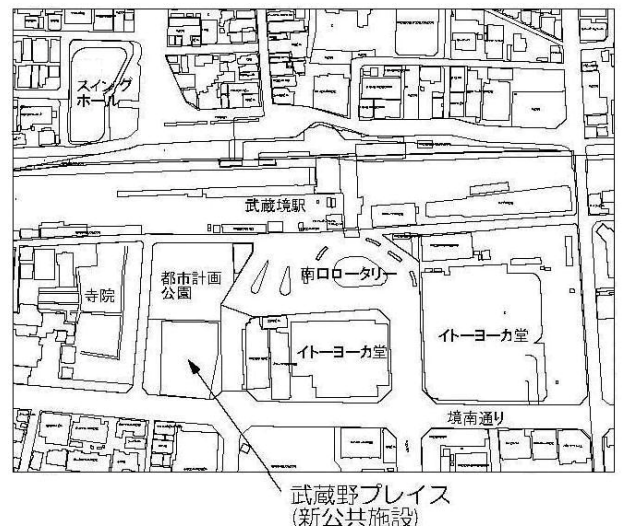 スイング
ホール
武蔵境駅
都市計画
公園
南口ロータリー
寺院
イトーヨーカ堂
イトーヨーカ堂
境南通り
武蔵野プレイス
(新公共施設)